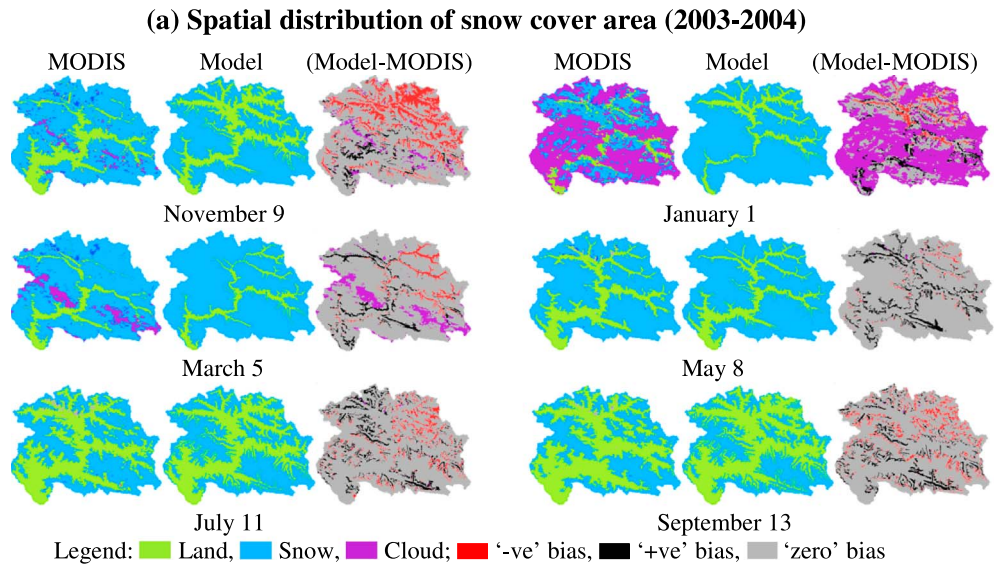 (a) Spatial distribution of snow cover area (2003-2004)
MODIS Model (Model-MODIS) MODIS Model (Model-MODIS)
November 9 January 1
March 5 May 8
July 11 September 13
Legend: Land, Snow, Cloud; ‘-ve’ bias, ‘+ve’ bias, ‘zero’ bias